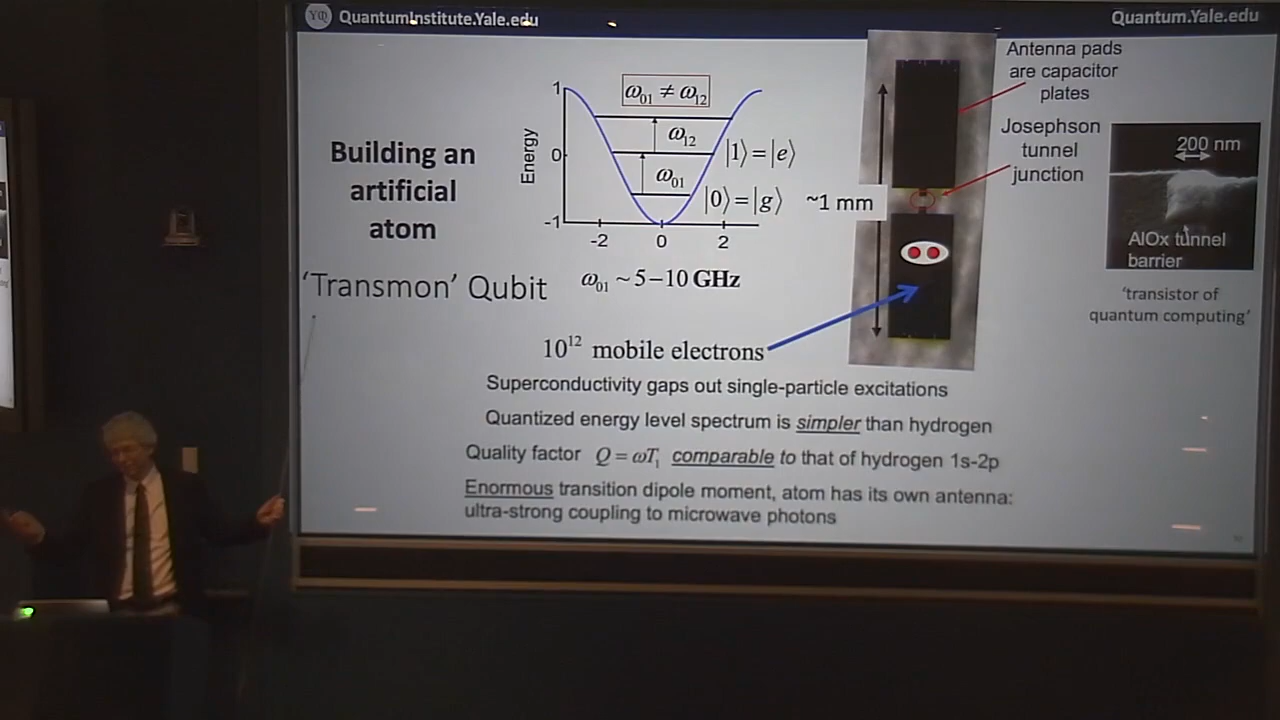 YQ
QuantumInstitute.Yale.edu
Quantum.Yale.edu
Building an
artificial
atom
'Transmon' Qubit
Energy
1
0
-1
-2
0
2
ω01 ≠ ω12
ω12
ω01
|1⟩=|e⟩
|0⟩=|g⟩
ω01 ~ 5–10 GHz
~1 mm
Antenna pads
are capacitor
plates
Josephson
tunnel
junction
200 nm
AlOx tunnel
barrier
'transistor of
quantum computing'
10¹² mobile electrons
Superconductivity gaps out single-particle excitations
Quantized energy level spectrum is simpler than hydrogen
Quality factor Q = ωT₁ comparable to that of hydrogen 1s-2p
Enormous transition dipole moment, atom has its own antenna:
ultra-strong coupling to microwave photons